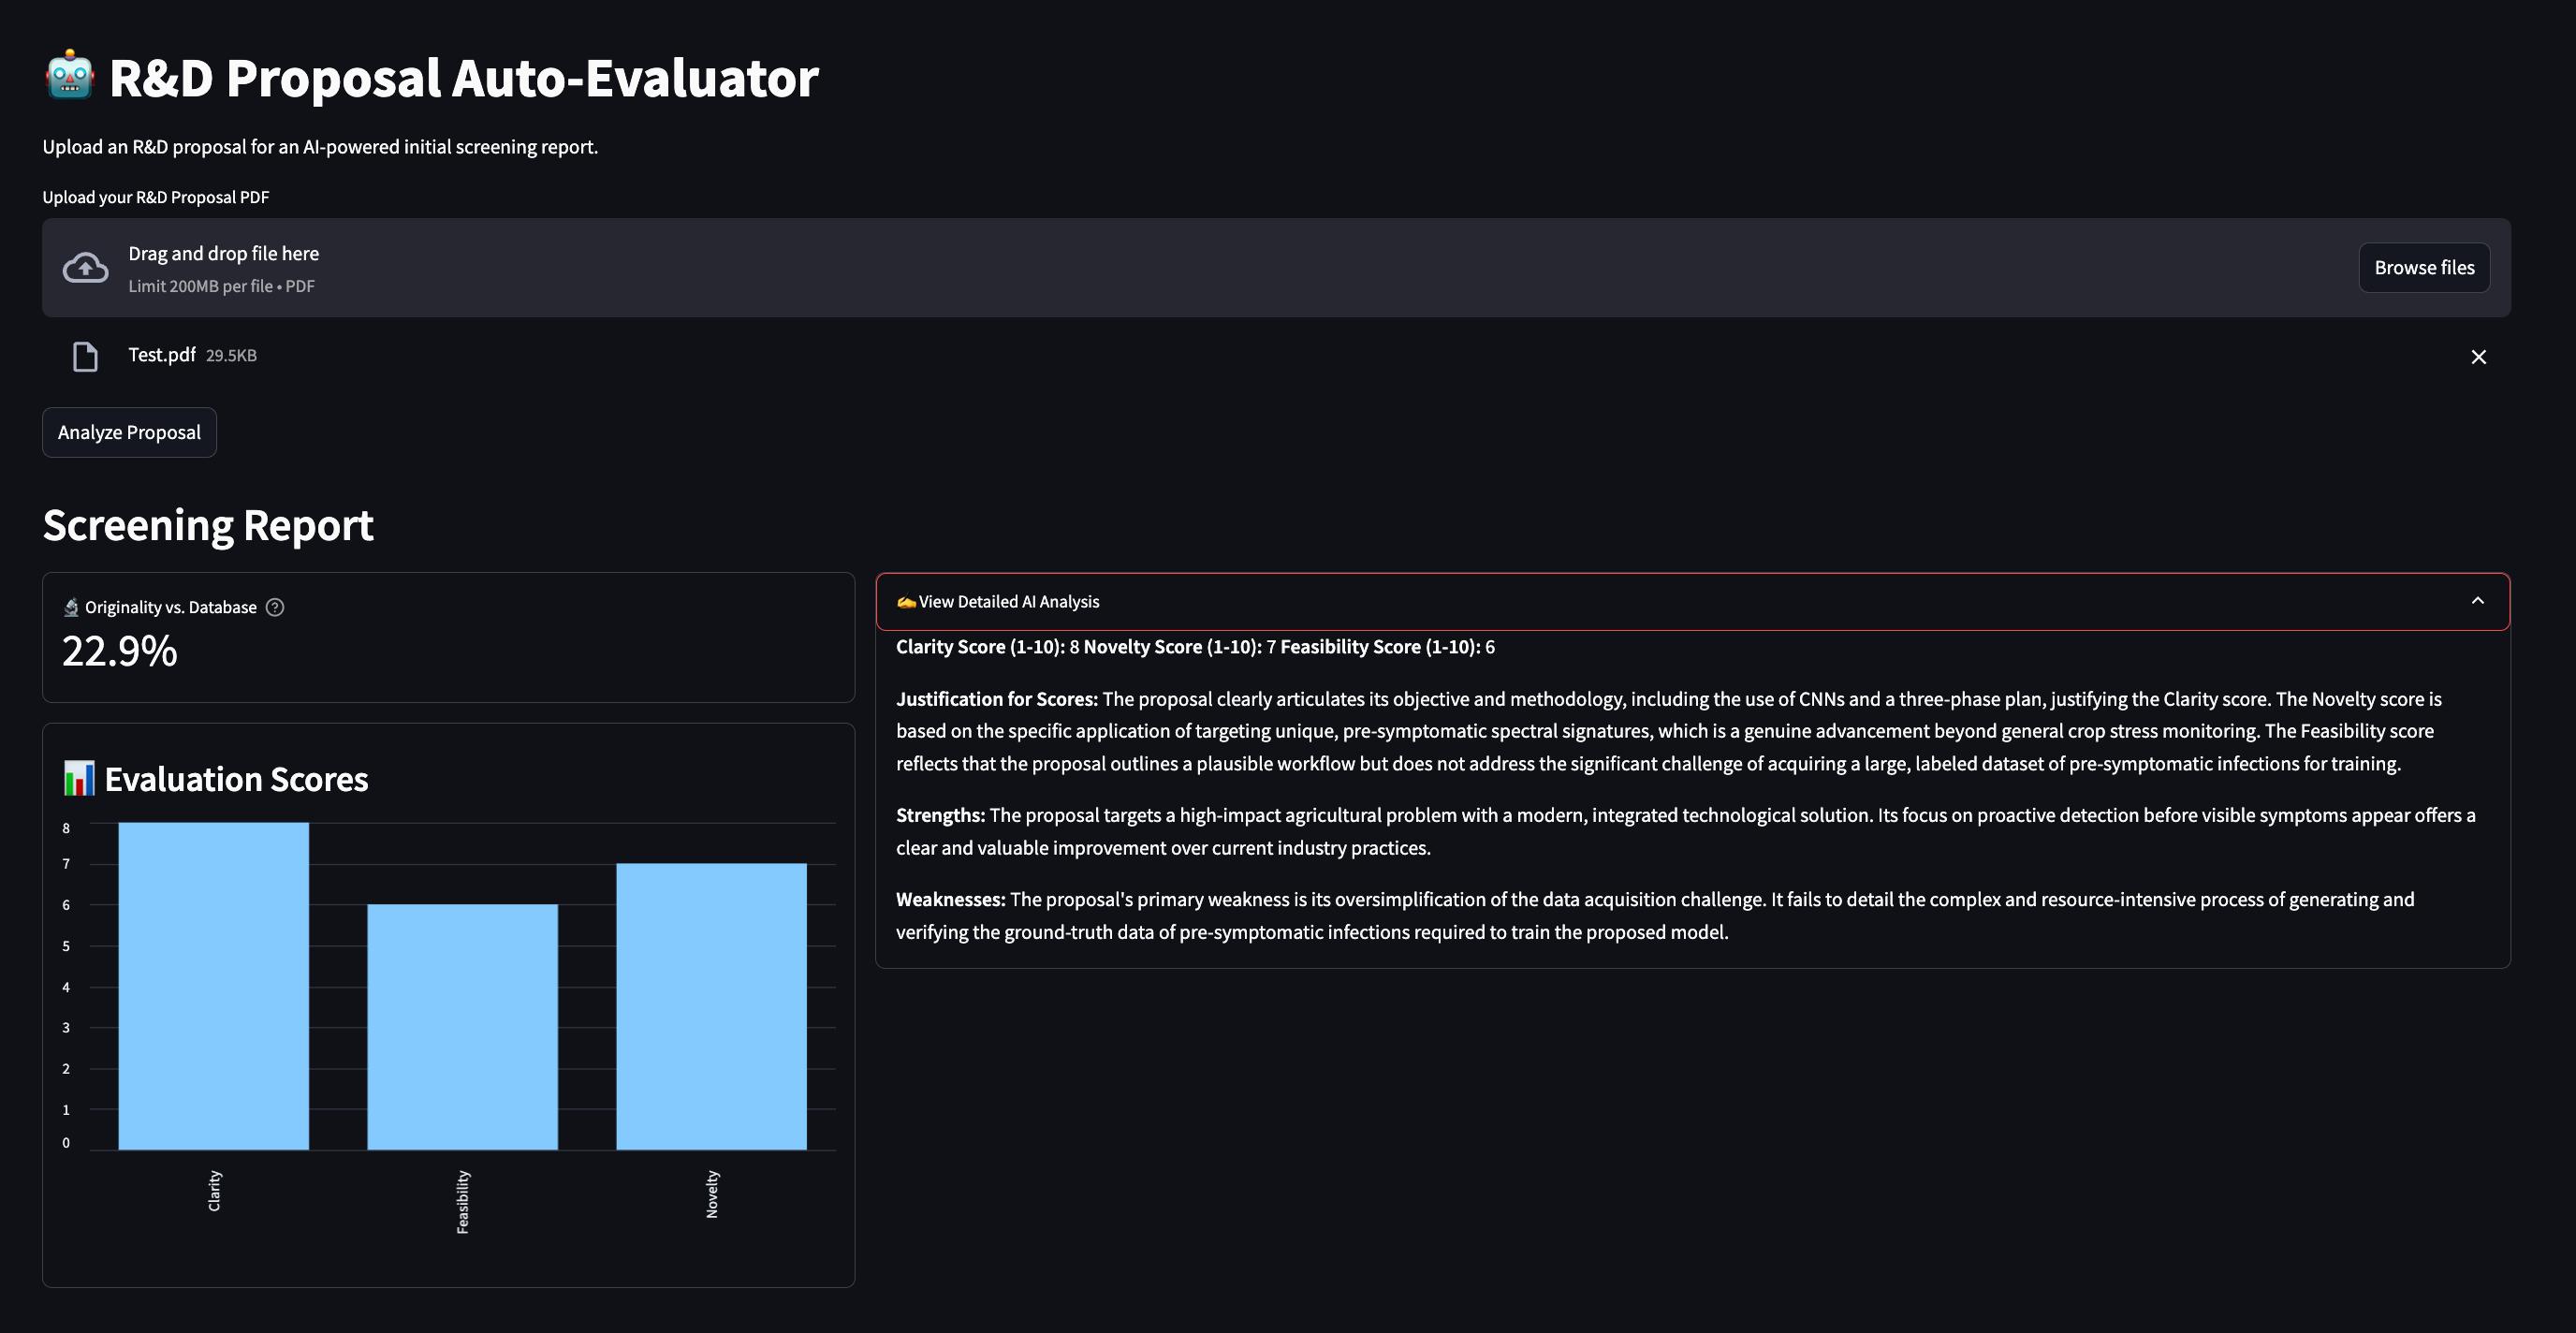 🤖 R&D Proposal Auto-Evaluator
Upload an R&D proposal for an AI-powered initial screening report.
Upload your R&D Proposal PDF
Drag and drop file here
Limit 200MB per file • PDF
Browse files
Test.pdf 29.5KB
Analyze Proposal
Screening Report
🔬 Originality vs. Database
22.9%
📊 Evaluation Scores
8
7
6
5
4
3
2
1
0
Clarity
Feasibility
Novelty
✍️ View Detailed AI Analysis
Clarity Score (1-10): 8 Novelty Score (1-10): 7 Feasibility Score (1-10): 6
Justification for Scores: The proposal clearly articulates its objective and methodology, including the use of CNNs and a three-phase plan, justifying the Clarity score. The Novelty score is
based on the specific application of targeting unique, pre-symptomatic spectral signatures, which is a genuine advancement beyond general crop stress monitoring. The Feasibility score
reflects that the proposal outlines a plausible workflow but does not address the significant challenge of acquiring a large, labeled dataset of pre-symptomatic infections for training.
Strengths: The proposal targets a high-impact agricultural problem with a modern, integrated technological solution. Its focus on proactive detection before visible symptoms appear offers a
clear and valuable improvement over current industry practices.
Weaknesses: The proposal's primary weakness is its oversimplification of the data acquisition challenge. It fails to detail the complex and resource-intensive process of generating and
verifying the ground-truth data of pre-symptomatic infections required to train the proposed model.